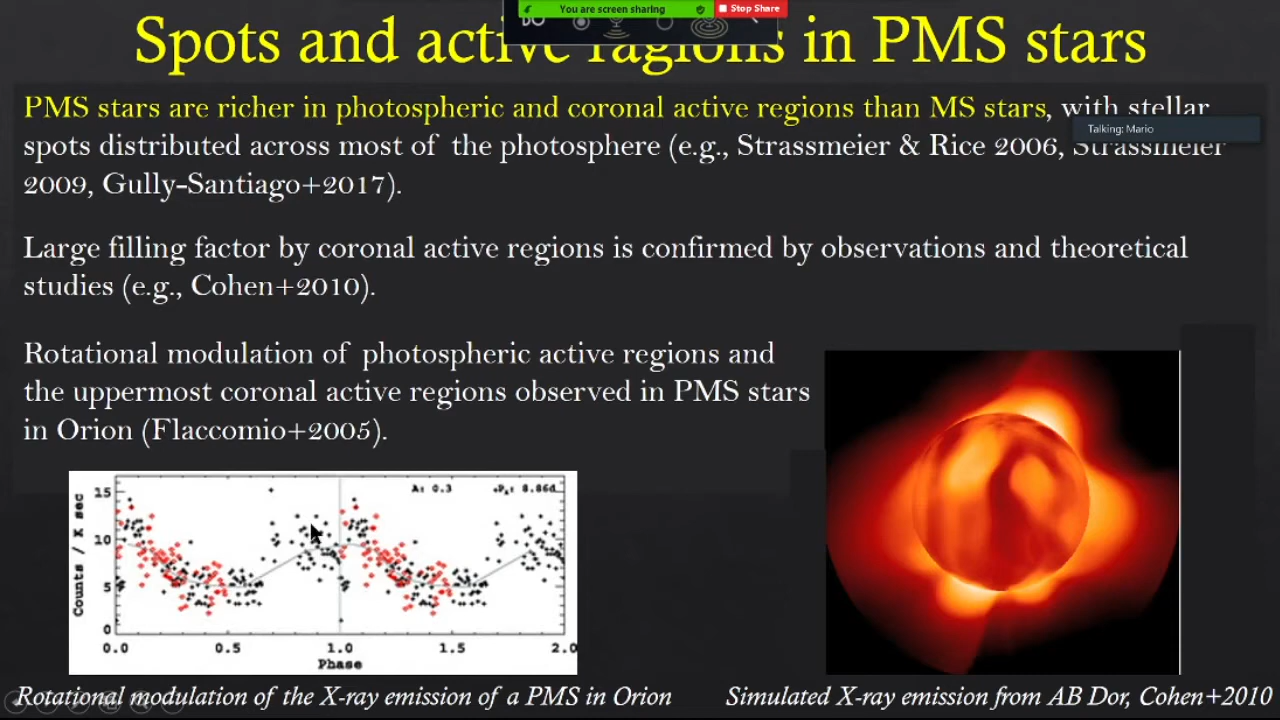 You are screen sharing
Stop Share
Spots and active regions in PMS stars
PMS stars are richer in photospheric and coronal active regions than MS stars, with stellar
Talking: Mario
spots distributed across most of the photosphere (e.g., Strassmeier & Rice 2006, Strassmeier
2009, Gully-Santiago+2017).
Large filling factor by coronal active regions is confirmed by observations and theoretical
studies (e.g., Cohen+2010).
Rotational modulation of photospheric active regions and
the uppermost coronal active regions observed in PMS stars
in Orion (Flaccomio+2005).
A: 0.3
8.86d
Counts / K sec
15
10
5
0
0.0 0.5 1.0 1.5 2.0
Phase
Rotational modulation of the X-ray emission of a PMS in Orion
Simulated X-ray emission from AB Dor, Cohen+2010